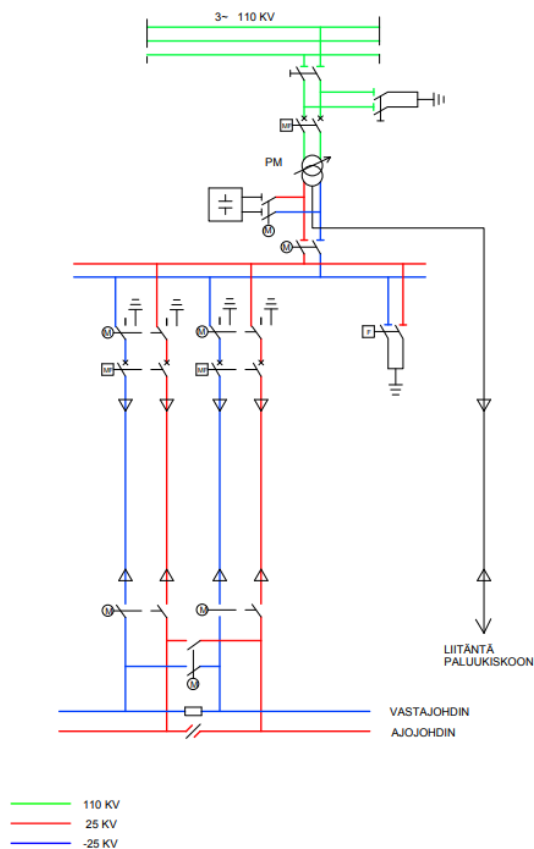 3~ 110 KV
MF
PM
M
M
M
M
F
MF
MF
M
M
M
LIITÄNTÄ
PALUUKISKOON
VASTAJOHDIN
AJOJOHDIN
110 KV
25 KV
-25 KV